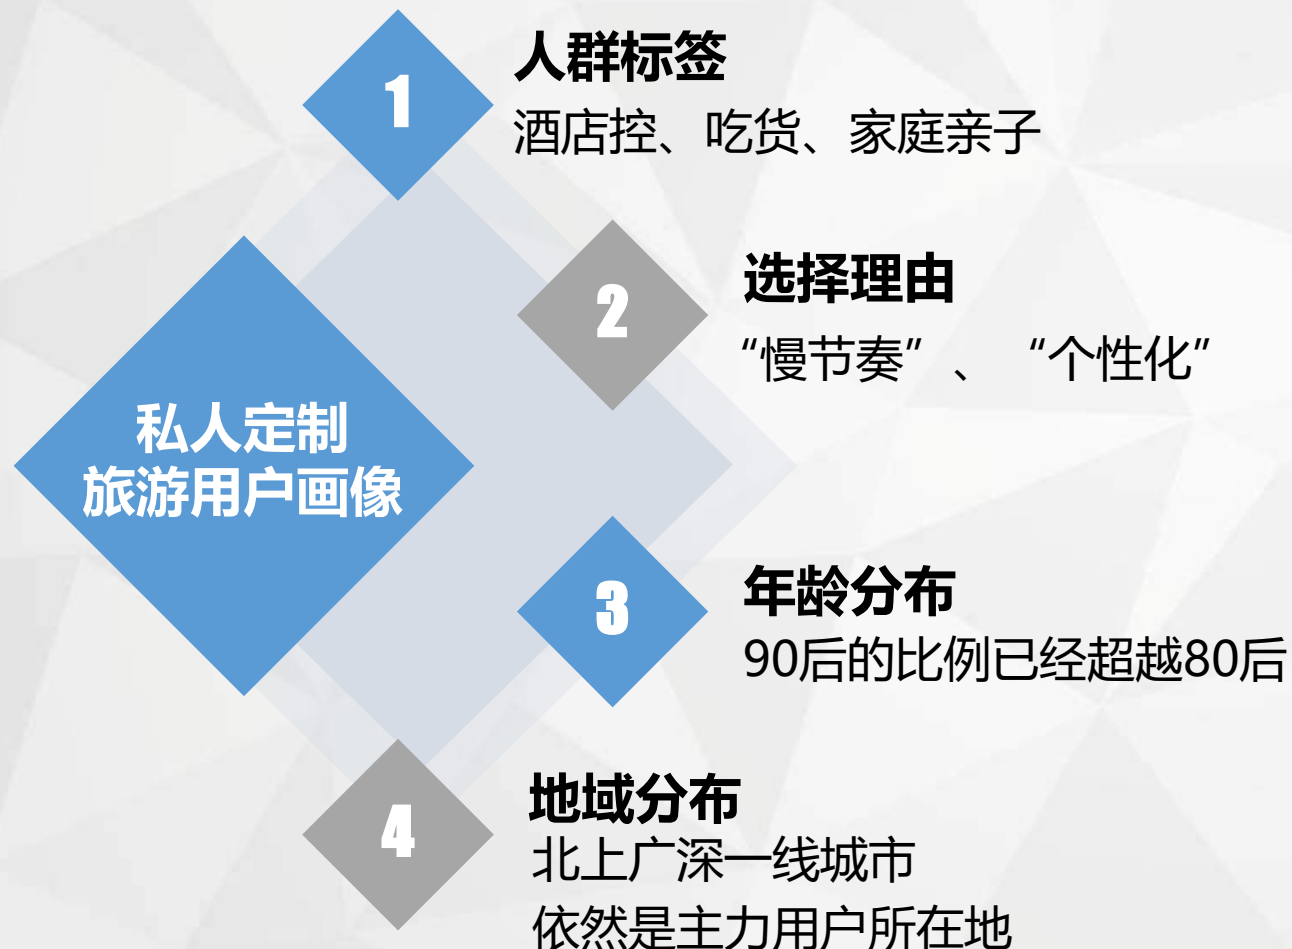 1
人群标签
酒店控、吃货、家庭亲子
2
选择理由
“慢节奏”、 “个性化”
私人定制
旅游用户画像
3
年龄分布
90后的比例已经超越80后
4
地域分布
北上广深一线城市
依然是主力用户所在地